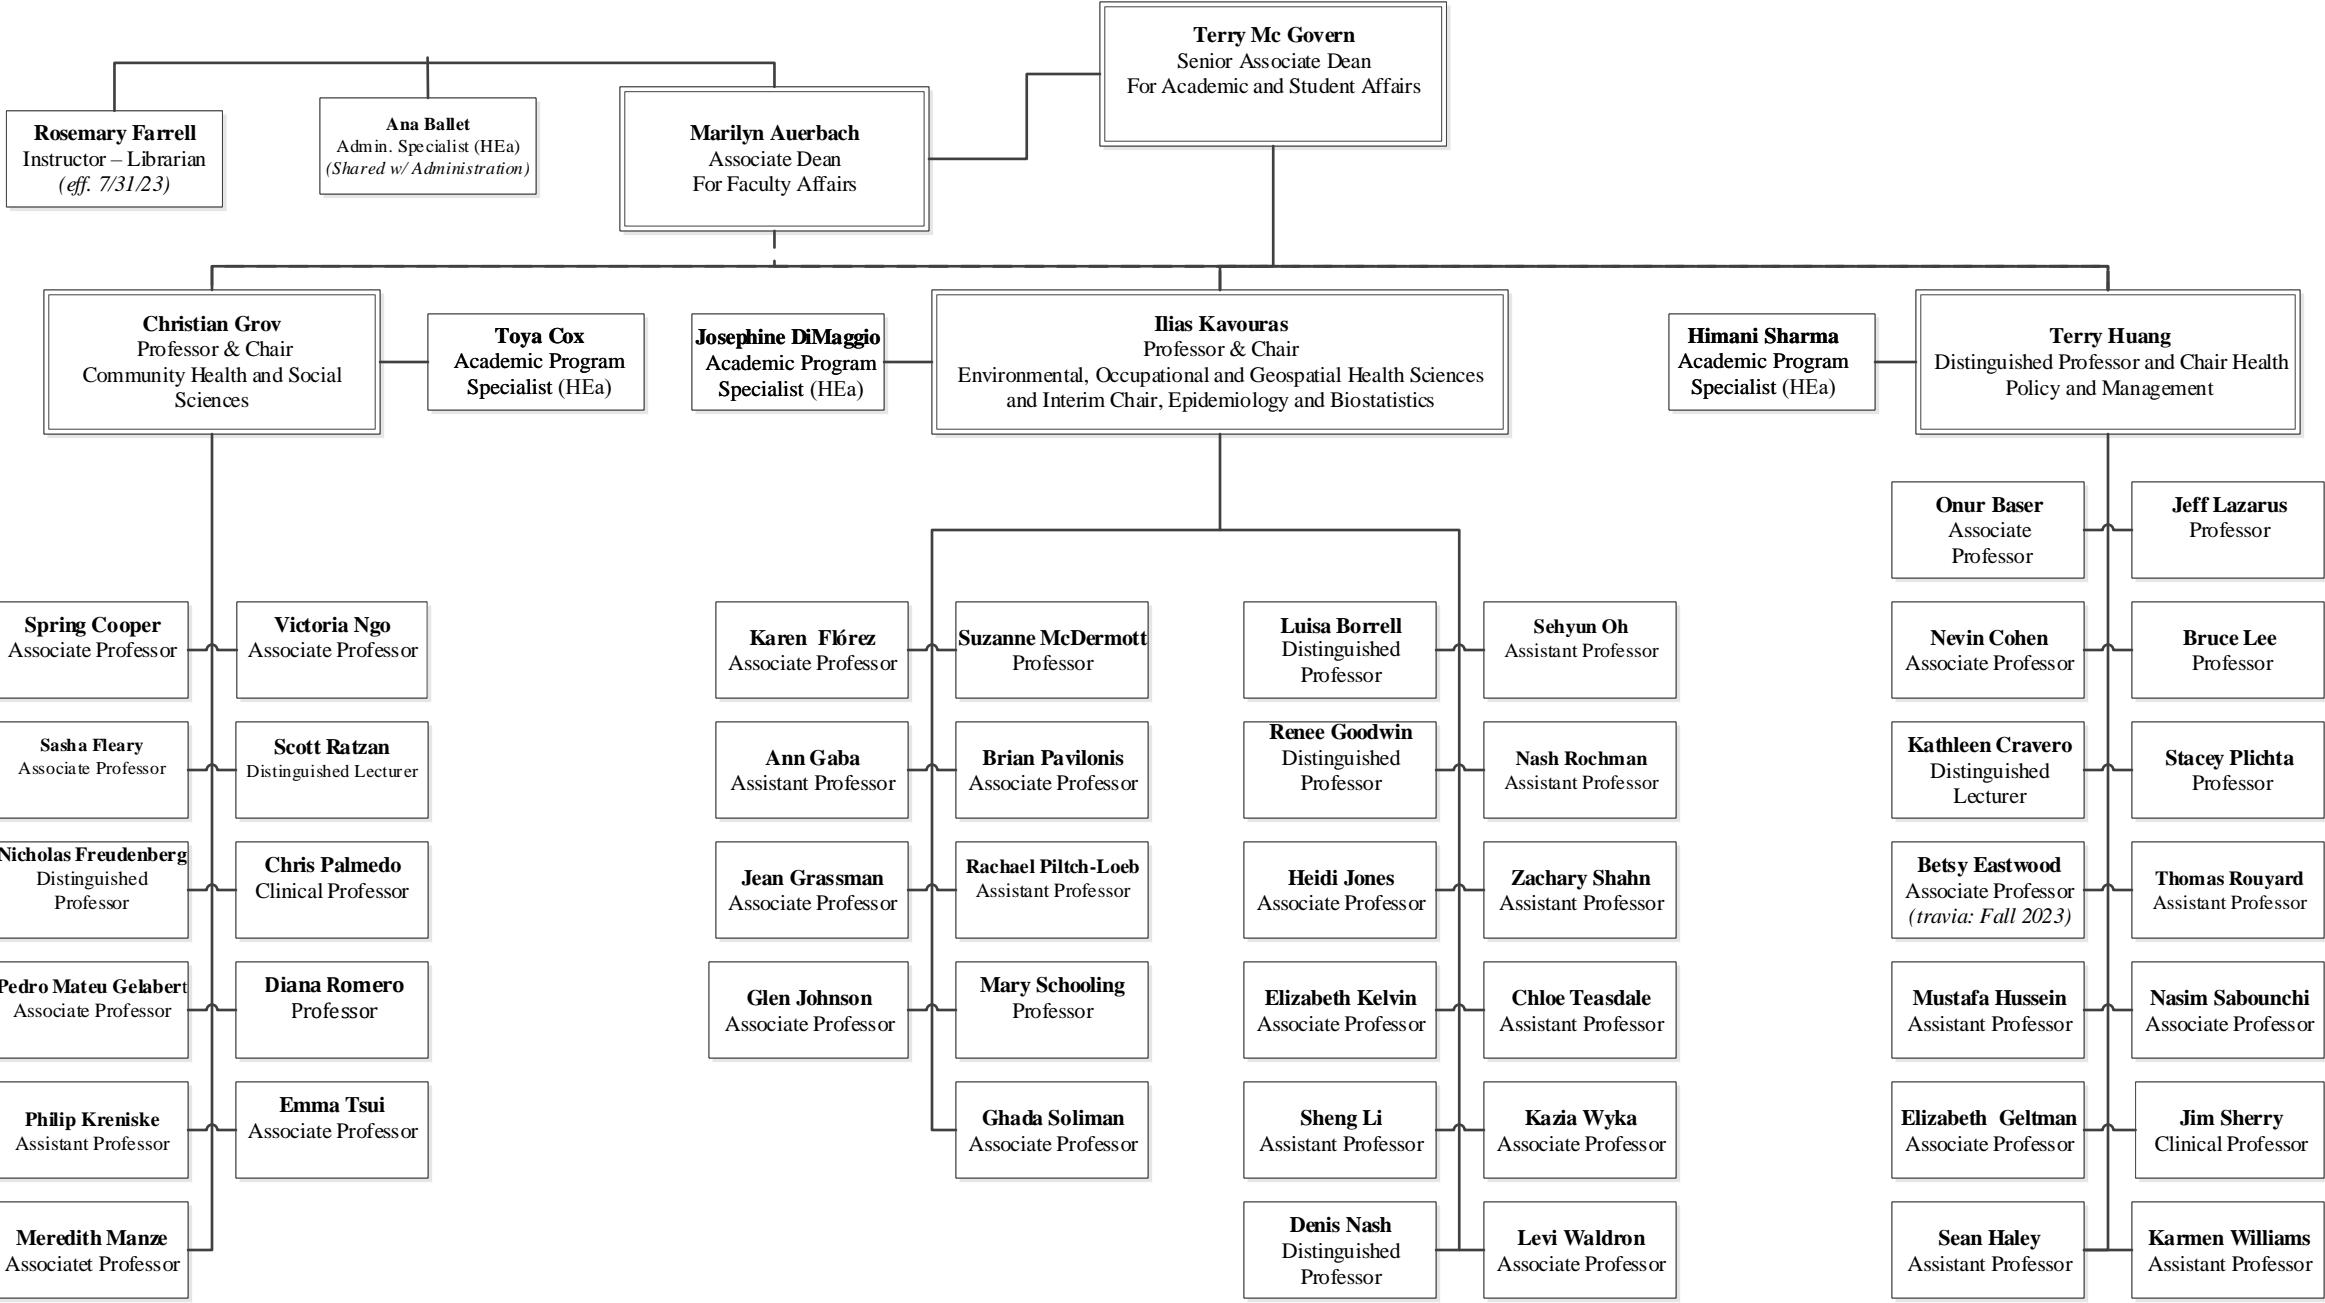 Terry Mc Govern
Senior Associate Dean
For Academic and Student Affairs
Rosemary Farrell
Instructor – Librarian
(eff. 7/31/23)
Ana Ballet
Admin. Specialist (HEa)
(Shared w/ Administration)
Marilyn Auerbach
Associate Dean
For Faculty Affairs
Christian Grov
Professor & Chair
Community Health and Social
Sciences
Toya Cox
Academic Program
Specialist (HEa)
Josephine DiMaggio
Academic Program
Specialist (HEa)
Ilias Kavouras
Professor & Chair
Environmental, Occupational and Geospatial Health Sciences
and Interim Chair, Epidemiology and Biostatistics
Himani Sharma
Academic Program
Specialist (HEa)
Terry Huang
Distinguished Professor and Chair Health
Policy and Management
Spring Cooper
Associate Professor
Victoria Ngo
Associate Professor
Sasha Fleary
Associate Professor
Scott Ratzan
Distinguished Lecturer
Nicholas Freudenberg
Distinguished
Professor
Chris Palmedo
Clinical Professor
Pedro Mateu Gelabert
Associate Professor
Diana Romero
Professor
Philip Kreniske
Assistant Professor
Emma Tsui
Associate Professor
Meredith Manze
Associatet Professor
Karen Flórez
Associate Professor
Suzanne McDermott
Professor
Ann Gaba
Assistant Professor
Brian Pavilonis
Associate Professor
Jean Grassman
Associate Professor
Rachael Piltch-Loeb
Assistant Professor
Glen Johnson
Associate Professor
Mary Schooling
Professor
Ghada Soliman
Associate Professor
Luisa Borrell
Distinguished
Professor
Sehyun Oh
Assistant Professor
Renee Goodwin
Distinguished
Professor
Nash Rochman
Assistant Professor
Heidi Jones
Associate Professor
Zachary Shahn
Assistant Professor
Elizabeth Kelvin
Associate Professor
Chloe Teasdale
Assistant Professor
Sheng Li
Assistant Professor
Kazia Wyka
Associate Professor
Denis Nash
Distinguished
Professor
Levi Waldron
Associate Professor
Onur Baser
Associate
Professor
Jeff Lazarus
Professor
Nevin Cohen
Associate Professor
Bruce Lee
Professor
Kathleen Cravero
Distinguished
Lecturer
Stacey Plichta
Professor
Betsy Eastwood
Associate Professor
(travia: Fall 2023)
Thomas Rouyard
Assistant Professor
Mustafa Hussein
Assistant Professor
Nasim Sabounchi
Associate Professor
Elizabeth Geltman
Associate Professor
Jim Sherry
Clinical Professor
Sean Haley
Assistant Professor
Karmen Williams
Assistant Professor